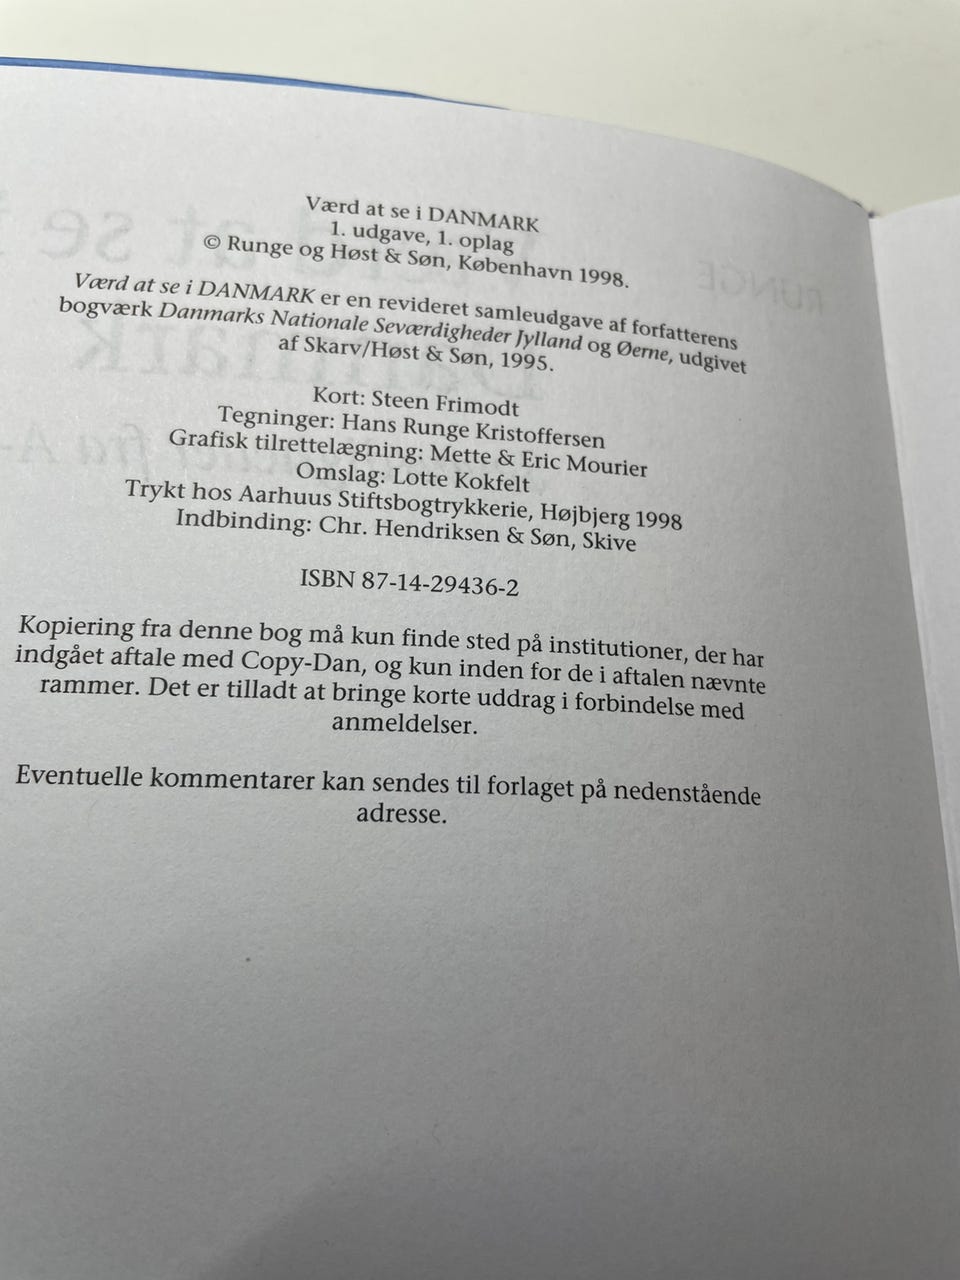 Værd at se i DANMARK
1. udgave, 1. oplag
© Runge og Høst & Søn, København 1998.
Værd at se i DANMARK er en revideret samleudgave af forfatterens
bogværk Danmarks Nationale Seværdigheder Jylland og Øerne, udgivet
af Skarv/Høst & Søn, 1995.
Kort: Steen Frimodt
Tegninger: Hans Runge Kristoffersen
Grafisk tilrettelægning: Mette & Eric Mourier
Omslag: Lotte Kokfelt
Trykt hos Aarhuus Stiftsbogtrykkerie, Højbjerg 1998
Indbinding: Chr. Hendriksen & Søn, Skive
ISBN 87-14-29436-2
Kopiering fra denne bog må kun finde sted på institutioner, der har
indgået aftale med Copy-Dan, og kun inden for de i aftalen nævnte
rammer. Det er tilladt at bringe korte uddrag i forbindelse med
anmeldelser.
Eventuelle kommentarer kan sendes til forlaget på nedenstående
adresse.